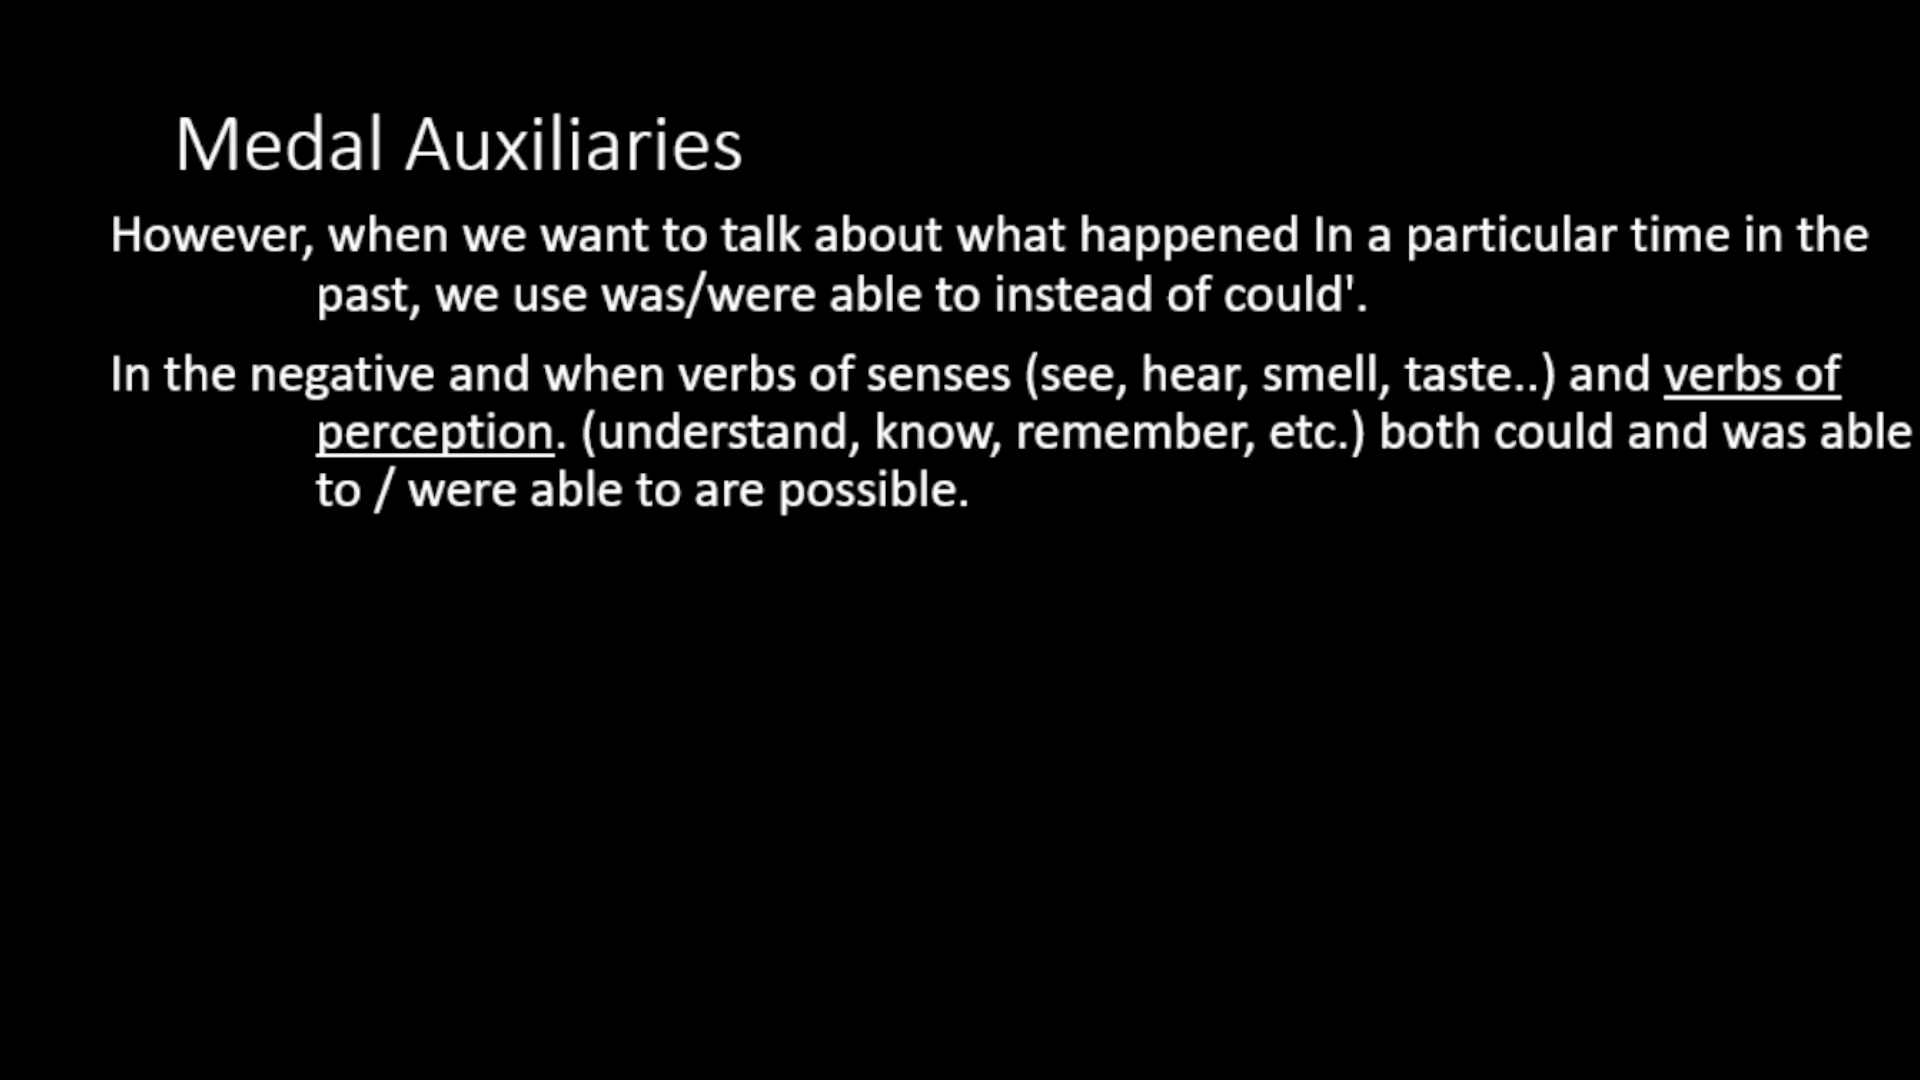 Medal Auxiliaries
However, when we want to talk about what happened In a particular time in the
past, we use was/were able to instead of could'.
In the negative and when verbs of senses (see, hear, smell, taste..) and verbs of
perception. (understand, know, remember, etc.) both could and was able
to / were able to are possible.